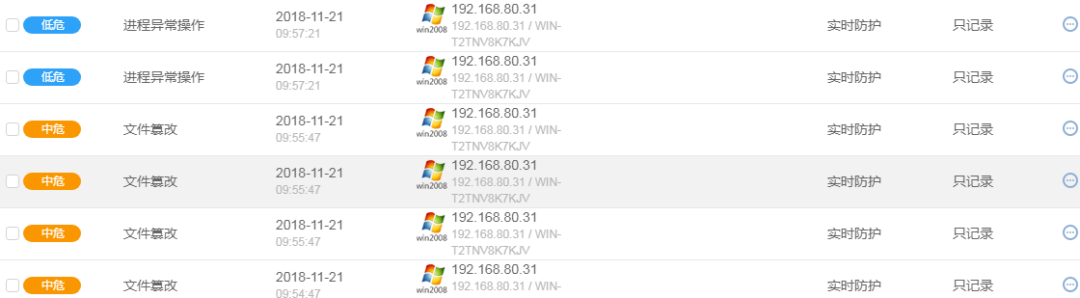 低危 进程异常操作 2018-11-21 192.168.80.31 实时防护 只记录
09:57:21 win2008 192.168.80.31 / WIN-
T2TNV8K7KJV
低危 进程异常操作 2018-11-21 192.168.80.31 实时防护 只记录
09:57:21 win2008 192.168.80.31 / WIN-
T2TNV8K7KJV
中危 文件篡改 2018-11-21 192.168.80.31 实时防护 只记录
09:55:47 win2008 192.168.80.31 / WIN-
T2TNV8K7KJV
中危 文件篡改 2018-11-21 192.168.80.31 实时防护 只记录
09:55:47 win2008 192.168.80.31 / WIN-
T2TNV8K7KJV
中危 文件篡改 2018-11-21 192.168.80.31 实时防护 只记录
09:55:47 win2008 192.168.80.31 / WIN-
T2TNV8K7KJV
中危 文件篡改 2018-11-21 192.168.80.31 实时防护 只记录
09:54:47 win2008 192.168.80.31 / WIN-